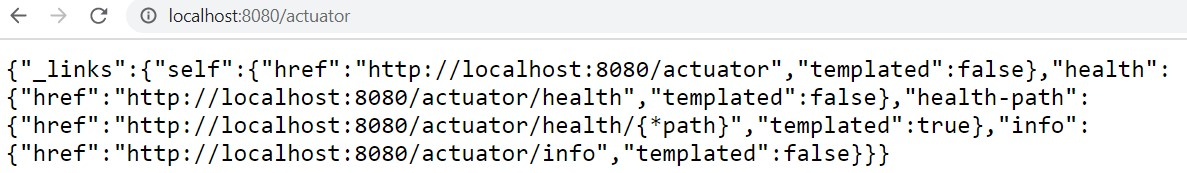 localhost:8080/actuator
{"_links":{"self":{"href":"http://localhost:8080/actuator","templated":false},"health":
{"href":"http://localhost:8080/actuator/health","templated":false},"health-path":
{"href":"http://localhost:8080/actuator/health/{*path}","templated":true},"info":
{"href":"http://localhost:8080/actuator/info","templated":false}}}